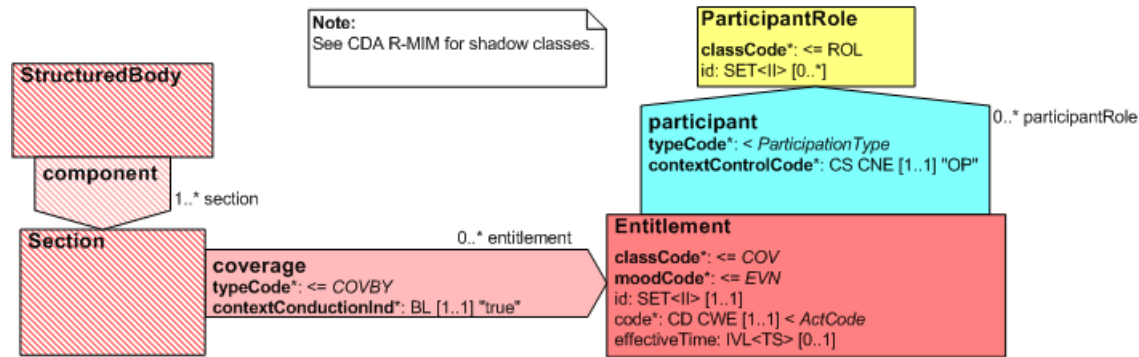 Note:
See CDA R-MIM for shadow classes.
ParticipantRole
classCode*: <= ROL
id: SET<II> [0..*]
StructuredBody
component
1..* section
participant
typeCode*: < ParticipationType
contextControlCode*: CS CNE [1..1] "OP"
0..* participantRole
Section
0..* entitlement
coverage
typeCode*: <= COVBY
contextConductionInd*: BL [1..1] "true"
Entitlement
classCode*: <= COV
moodCode*: <= EVN
id: SET<II> [1..1]
code*: CD CWE [1..1] < ActCode
effectiveTime: IVL<TS> [0..1]